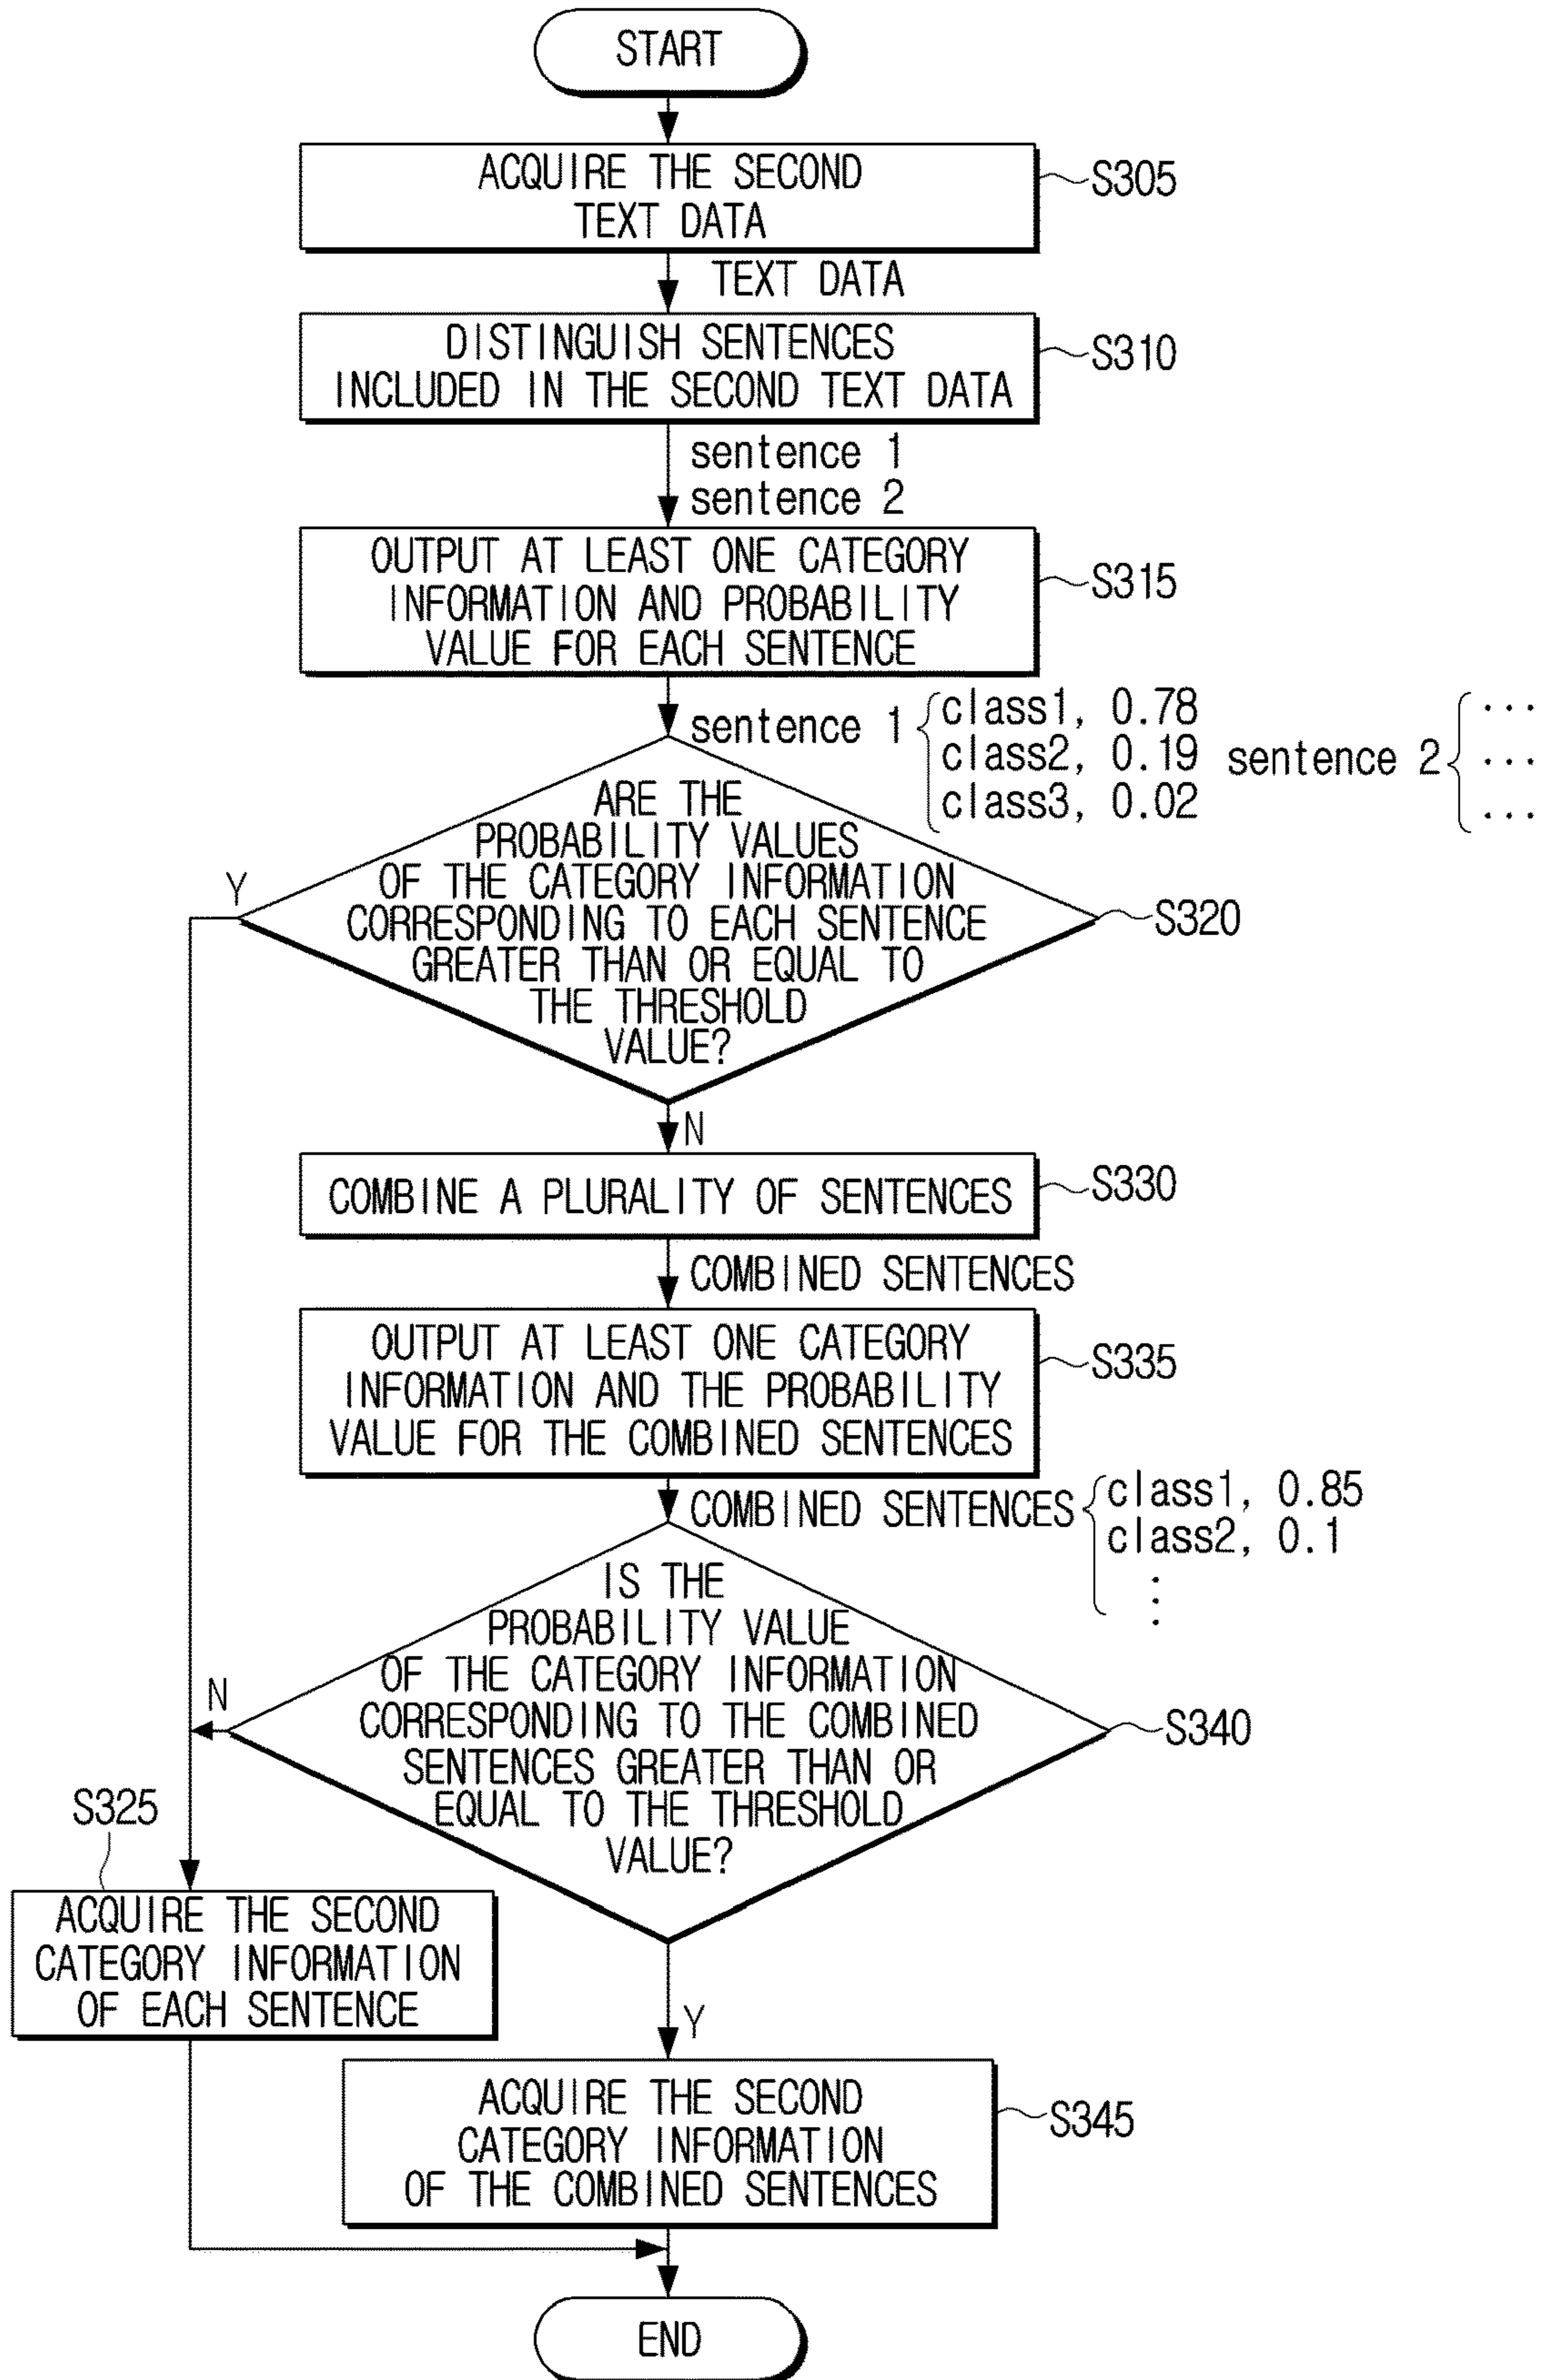 START
ACQUIRE THE SECOND
TEXT DATA
S305
TEXT DATA
DISTINGUISH SENTENCES
INCLUDED IN THE SECOND TEXT DATA
S310
sentence 1
sentence 2
OUTPUT AT LEAST ONE CATEGORY
INFORMATION AND PROBABILITY
VALUE FOR EACH SENTENCE
S315
sentence 1
class1, 0.78
class2, 0.19
class3, 0.02
sentence 2
...
...
...
ARE THE
PROBABILITY VALUES
OF THE CATEGORY INFORMATION
CORRESPONDING TO EACH SENTENCE
GREATER THAN OR EQUAL TO
THE THRESHOLD
VALUE?
S320
Y
N
COMBINE A PLURALITY OF SENTENCES
S330
COMBINED SENTENCES
OUTPUT AT LEAST ONE CATEGORY
INFORMATION AND THE PROBABILITY
VALUE FOR THE COMBINED SENTENCES
S335
COMBINED SENTENCES
class1, 0.85
class2, 0.1
⋮
IS THE
PROBABILITY VALUE
OF THE CATEGORY INFORMATION
CORRESPONDING TO THE COMBINED
SENTENCES GREATER THAN OR
EQUAL TO THE THRESHOLD
VALUE?
S340
N
S325
ACQUIRE THE SECOND
CATEGORY INFORMATION
OF EACH SENTENCE
Y
ACQUIRE THE SECOND
CATEGORY INFORMATION
OF THE COMBINED SENTENCES
S345
END